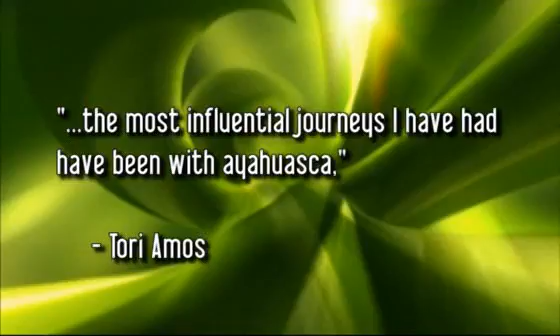 "...the most influential journeys I have had
have been with ayahuasca,"
- Tori Amos